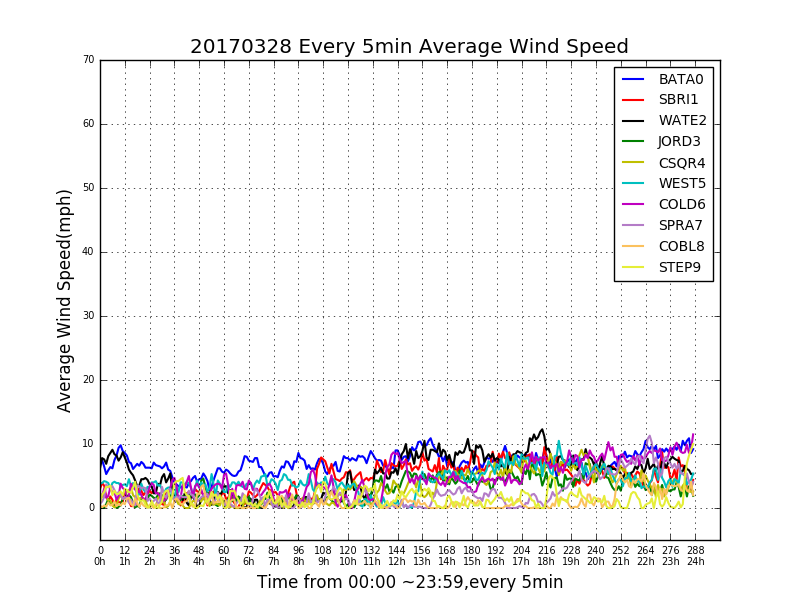 20170328 Every 5min Average Wind Speed
70
60
50
40
30
20
10
0
Average Wind Speed(mph)
BATA0
SBRI1
WATE2
JORD3
CSQR4
WEST5
COLD6
SPRA7
COBL8
STEP9
0 12 24 36 48 60 72 84 96 108 120 132 144 156 168 180 192 204 216 228 240 252 264 276 288
0h 1h 2h 3h 4h 5h 6h 7h 8h 9h 10h 11h 12h 13h 14h 15h 16h 17h 18h 19h 20h 21h 22h 23h 24h
Time from 00:00 ~23:59,every 5min